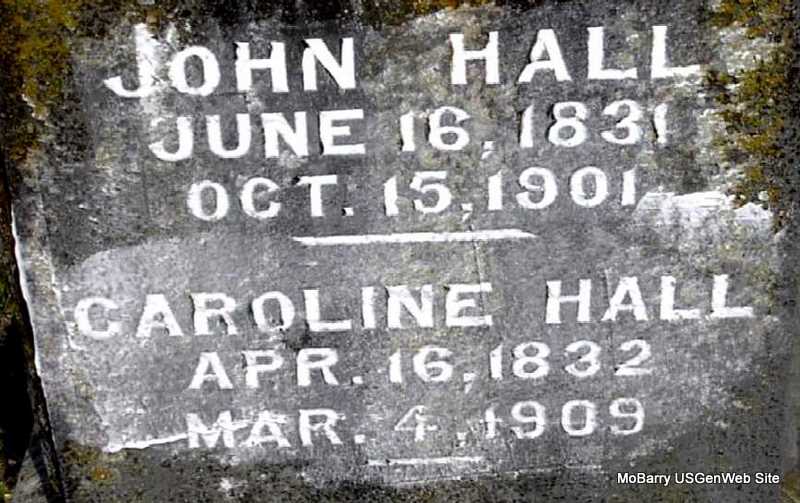 JOHN HALL
JUNE 16, 1831
OCT. 15, 1901
CAROLINE HALL
APR. 16, 1832
MAR. 4, 1909
MoBarry USGenWeb Site